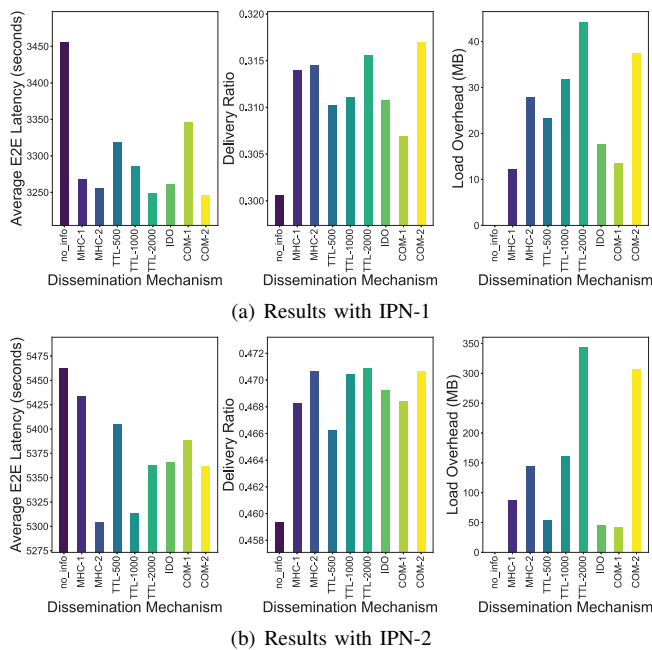 Average E2E Latency (seconds)
3450
3400
3350
3300
3250
no_info
MHC-1
MHC-2
TTL-500
TTL-1000
TTL-2000
IDO
COM-1
COM-2
Dissemination Mechanism
Delivery Ratio
0.320
0.315
0.310
0.305
0.300
no_info
MHC-1
MHC-2
TTL-500
TTL-1000
TTL-2000
IDO
COM-1
COM-2
Dissemination Mechanism
Load Overhead (MB)
40
30
20
10
0
no_info
MHC-1
MHC-2
TTL-500
TTL-1000
TTL-2000
IDO
COM-1
COM-2
Dissemination Mechanism
(a) Results with IPN-1
Average E2E Latency (seconds)
5475
5450
5425
5400
5375
5350
5325
5300
5275
no_info
MHC-1
MHC-2
TTL-500
TTL-1000
TTL-2000
IDO
COM-1
COM-2
Dissemination Mechanism
Delivery Ratio
0.472
0.470
0.468
0.466
0.464
0.462
0.460
0.458
no_info
MHC-1
MHC-2
TTL-500
TTL-1000
TTL-2000
IDO
COM-1
COM-2
Dissemination Mechanism
Load Overhead (MB)
350
300
250
200
150
100
50
0
no_info
MHC-1
MHC-2
TTL-500
TTL-1000
TTL-2000
IDO
COM-1
COM-2
Dissemination Mechanism
(b) Results with IPN-2